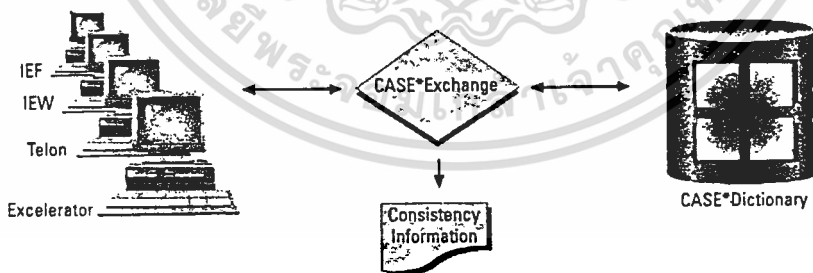 IEF
IEW
Telon
Excelerator
CASE*Exchange
Consistency
Information
CASE*Dictionary